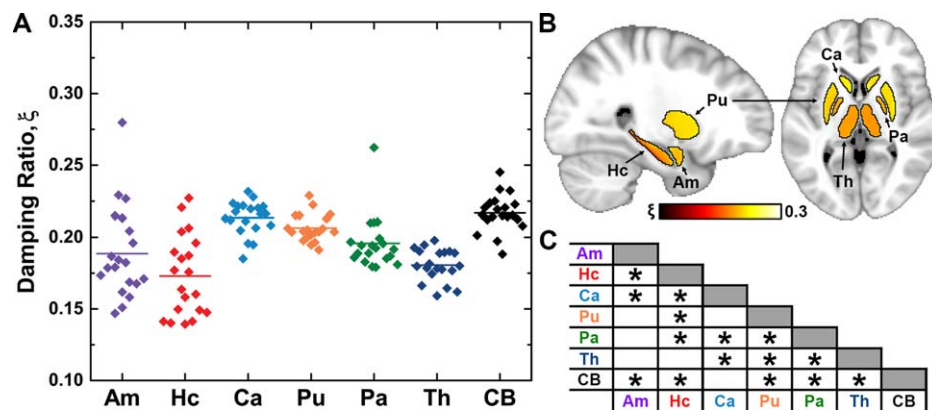 A
0.35
0.30
0.25
0.20
0.15
0.10
Damping Ratio, ξ
Am Hc Ca Pu Pa Th CB
B
Ca
Pu
Pa
Hc
Am
Th
ξ 0.3
C
Am
Hc *
Ca * *
Pu *
Pa * * *
Th * * *
CB * * * * *
Am Hc Ca Pu Pa Th CB